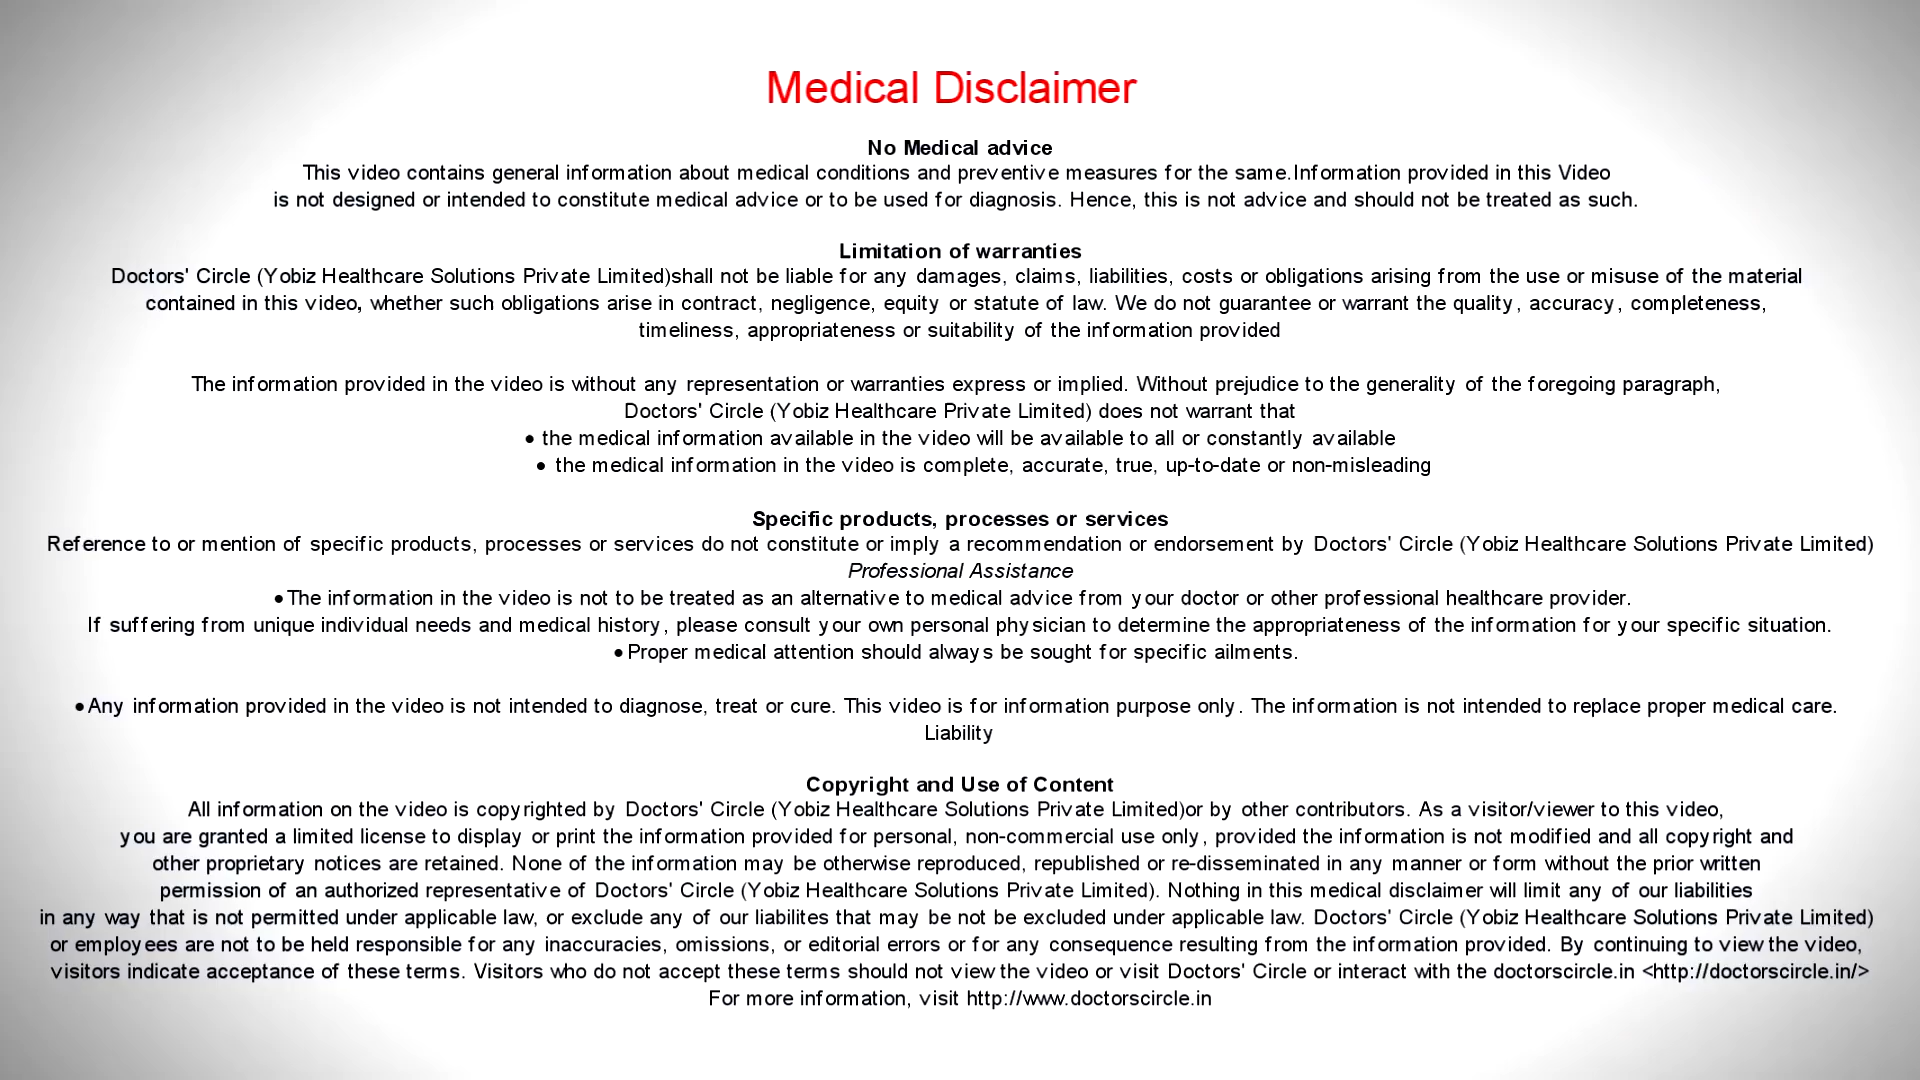 Medical Disclaimer
No Medical advice
This video contains general information about medical conditions and preventive measures for the same.Information provided in this Video
is not designed or intended to constitute medical advice or to be used for diagnosis. Hence, this is not advice and should not be treated as such.
Limitation of warranties
Doctors' Circle (Yobiz Healthcare Solutions Private Limited)shall not be liable for any damages, claims, liabilities, costs or obligations arising from the use or misuse of the material
contained in this video, whether such obligations arise in contract, negligence, equity or statute of law. We do not guarantee or warrant the quality, accuracy, completeness,
timeliness, appropriateness or suitability of the information provided
The information provided in the video is without any representation or warranties express or implied. Without prejudice to the generality of the foregoing paragraph,
Doctors' Circle (Yobiz Healthcare Private Limited) does not warrant that
• the medical information available in the video will be available to all or constantly available
• the medical information in the video is complete, accurate, true, up-to-date or non-misleading
Specific products, processes or services
Reference to or mention of specific products, processes or services do not constitute or imply a recommendation or endorsement by Doctors' Circle (Yobiz Healthcare Solutions Private Limited)
Professional Assistance
•The information in the video is not to be treated as an alternative to medical advice from your doctor or other professional healthcare provider.
If suffering from unique individual needs and medical history, please consult your own personal physician to determine the appropriateness of the information for your specific situation.
•Proper medical attention should always be sought for specific ailments.
•Any information provided in the video is not intended to diagnose, treat or cure. This video is for information purpose only. The information is not intended to replace proper medical care.
Liability
Copyright and Use of Content
All information on the video is copyrighted by Doctors' Circle (Yobiz Healthcare Solutions Private Limited)or by other contributors. As a visitor/viewer to this video,
you are granted a limited license to display or print the information provided for personal, non-commercial use only, provided the information is not modified and all copyright and
other proprietary notices are retained. None of the information may be otherwise reproduced, republished or re-disseminated in any manner or form without the prior written
permission of an authorized representative of Doctors' Circle (Yobiz Healthcare Solutions Private Limited). Nothing in this medical disclaimer will limit any of our liabilities
in any way that is not permitted under applicable law, or exclude any of our liabilites that may be not be excluded under applicable law. Doctors' Circle (Yobiz Healthcare Solutions Private Limited)
or employees are not to be held responsible for any inaccuracies, omissions, or editorial errors or for any consequence resulting from the information provided. By continuing to view the video,
visitors indicate acceptance of these terms. Visitors who do not accept these terms should not view the video or visit Doctors' Circle or interact with the doctorscircle.in <http://doctorscircle.in/>
For more information, visit http://www.doctorscircle.in